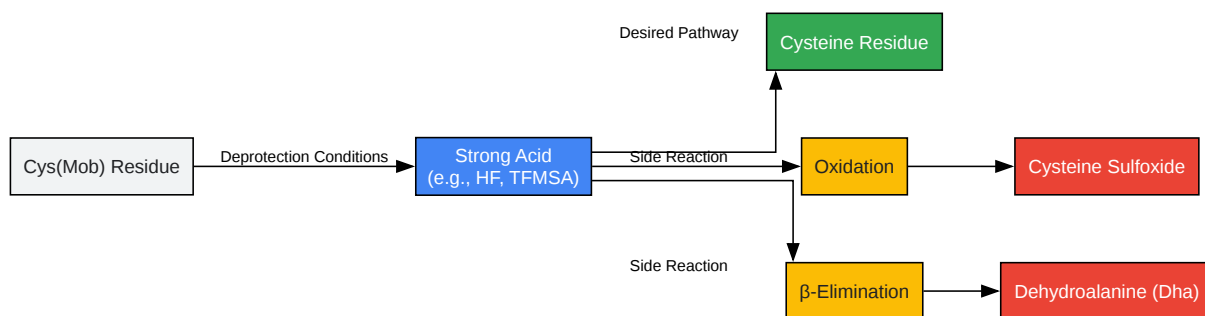 Desired Pathway
Cysteine Residue
Cys(Mob) Residue
Deprotection Conditions
Strong Acid
(e.g., HF, TFMSA)
Side Reaction
Oxidation
Cysteine Sulfoxide
Side Reaction
β-Elimination
Dehydroalanine (Dha)